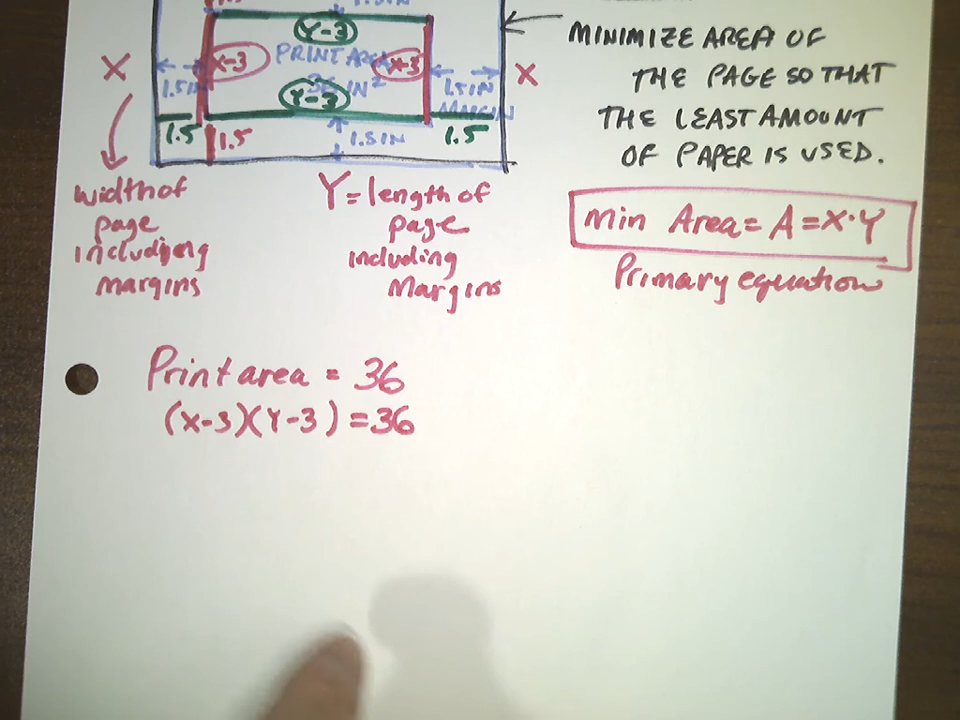 Y-3
X-3 PRINT AREA X-3
X 1.5IN 36 IN² 1.5IN X
Y-3 MARGIN
1.5 1.5 1.5IN 1.5
MINIMIZE AREA OF
THE PAGE SO THAT
THE LEAST AMOUNT
OF PAPER IS USED.
width of
page
including
margins
Y = length of
page
including
Margins
Min Area = A = X·Y
Primary equation
Print area = 36
(X-3)(Y-3) = 36